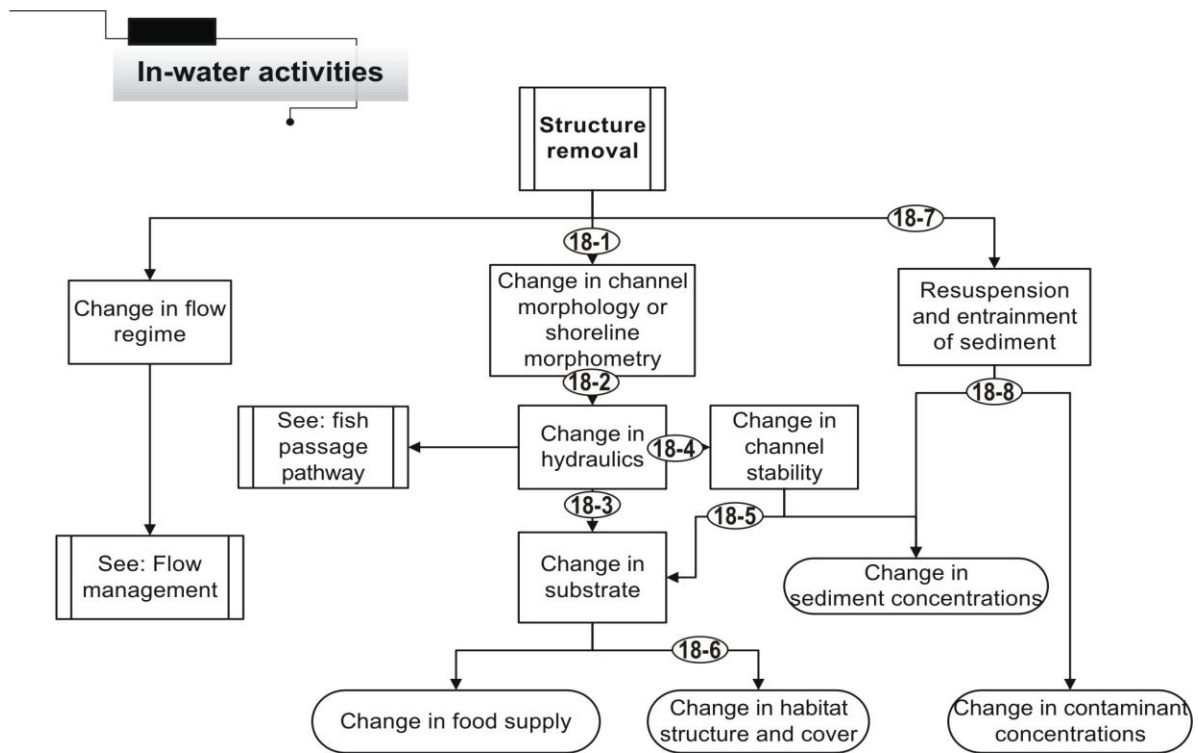 In-water activities
Structure
removal
18-1
18-7
Change in flow
regime
Change in channel
morphology or
shoreline
morphometry
Resuspension
and entrainment
of sediment
18-2
18-8
See: fish
passage
pathway
Change in
hydraulics
18-4
Change in
channel
stability
18-3
18-5
See: Flow
management
Change in
substrate
Change in
sediment concentrations
18-6
Change in food supply
Change in habitat
structure and cover
Change in contaminant
concentrations